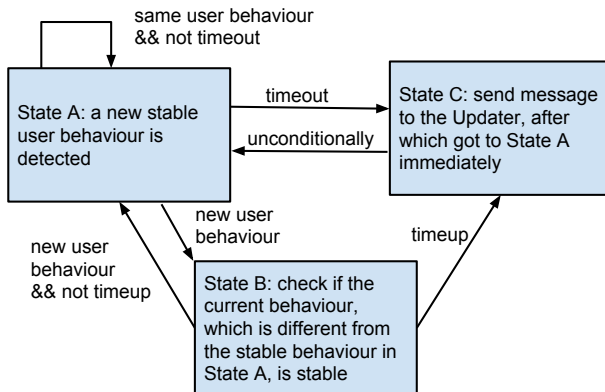 same user behaviour
&& not timeout
State A: a new stable
user behaviour is
detected
timeout
unconditionally
State C: send message
to the Updater, after
which got to State A
immediately
new user
behaviour
timeup
new user
behaviour
&& not timeup
State B: check if the
current behaviour,
which is different from
the stable behaviour in
State A, is stable